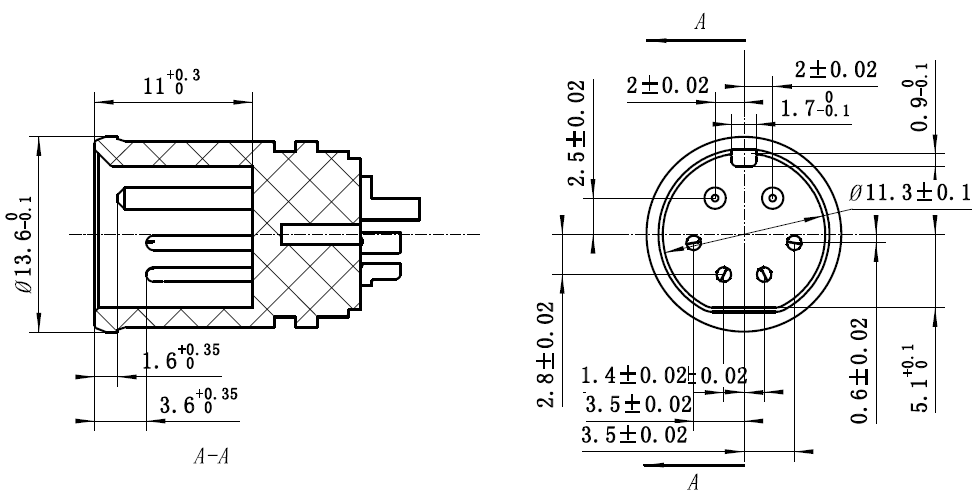 A
11 +0.3 0
2±0.02
2±0.02
1.7 0 -0.1
0.9 0 -0.1
2.5±0.02
Ø11.3±0.1
Ø13.6 0 -0.1
1.6 +0.35 0
3.6 +0.35 0
A-A
2.8±0.02
1.4±0.02 ±0.02
3.5±0.02
3.5±0.02
0.6±0.02
5.1 +0.1 0
A